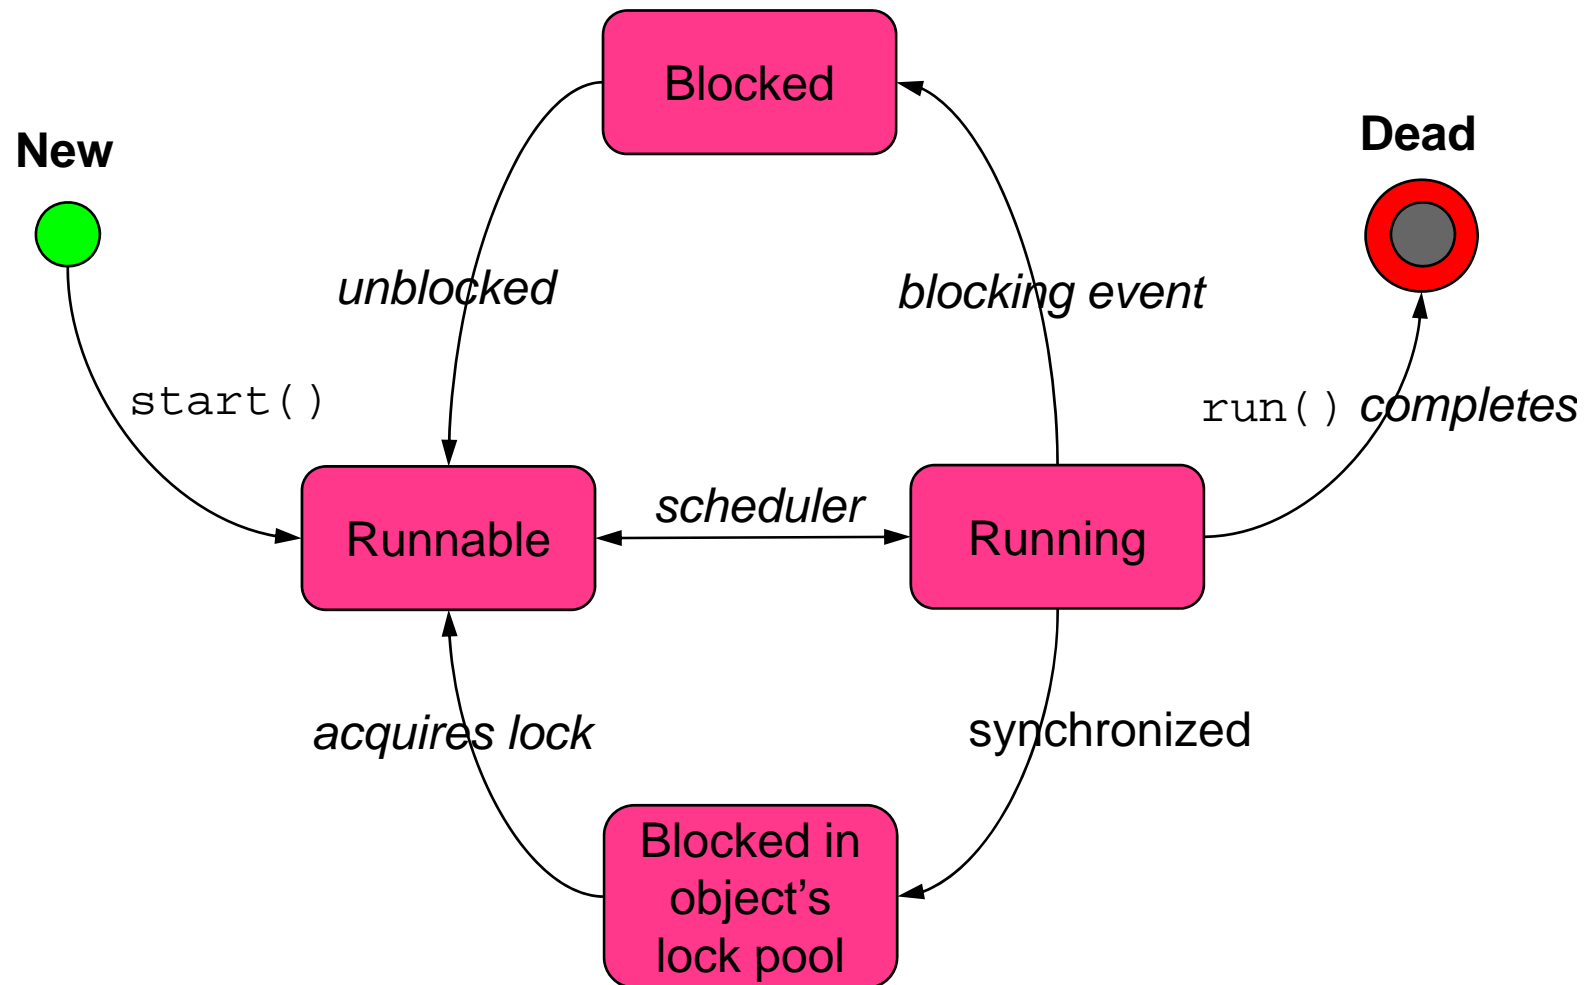 Blocked
New
Dead
unblocked
blocking event
start()
run() completes
scheduler
Runnable
Running
acquires lock
synchronized
Blocked in
object’s
lock pool